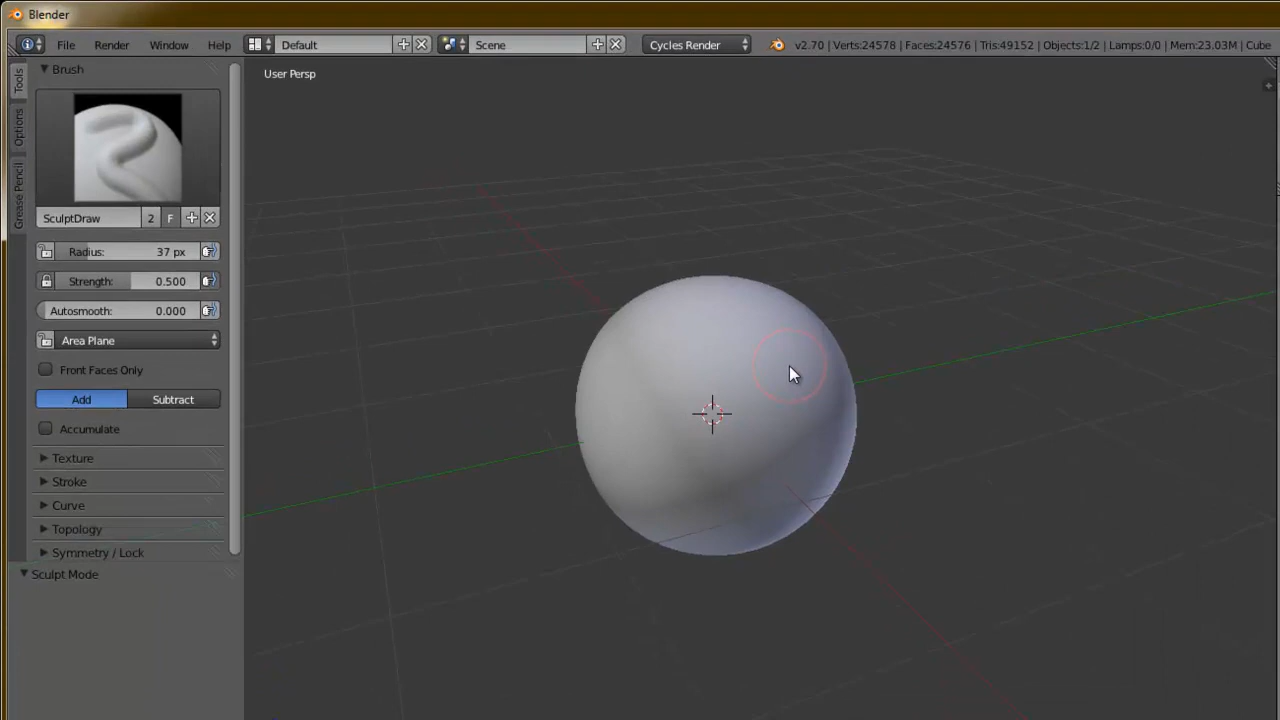 Blender
File Render Window Help Default Scene Cycles Render v2.70 | Verts:24578 | Faces:24576 | Tris:49152 | Objects:1/2 | Lamps:0/0 | Mem:23.03M | Cube
Tools
Options
Grease Pencil
Brush
SculptDraw 2 F
Radius: 37 px
Strength: 0.500
Autosmooth: 0.000
Area Plane
Front Faces Only
Add Subtract
Accumulate
Texture
Stroke
Curve
Topology
Symmetry / Lock
Sculpt Mode
User Persp